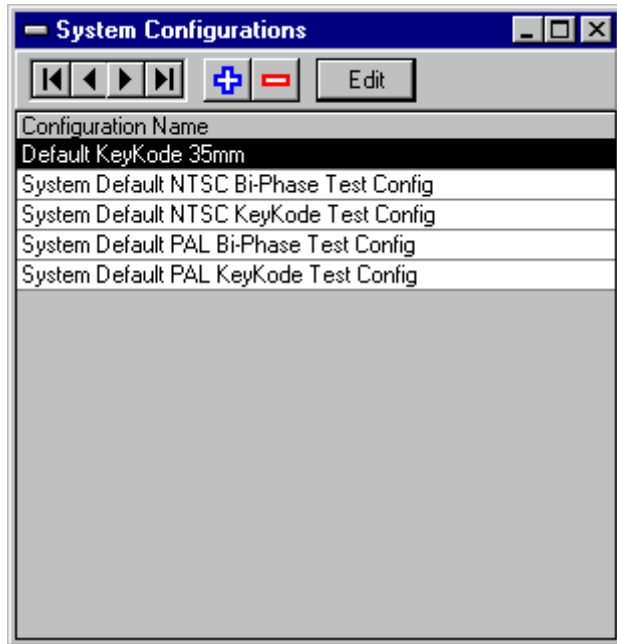 System Configurations
Edit
Configuration Name
Default KeyKode 35mm
System Default NTSC Bi-Phase Test Config
System Default NTSC KeyKode Test Config
System Default PAL Bi-Phase Test Config
System Default PAL KeyKode Test Config